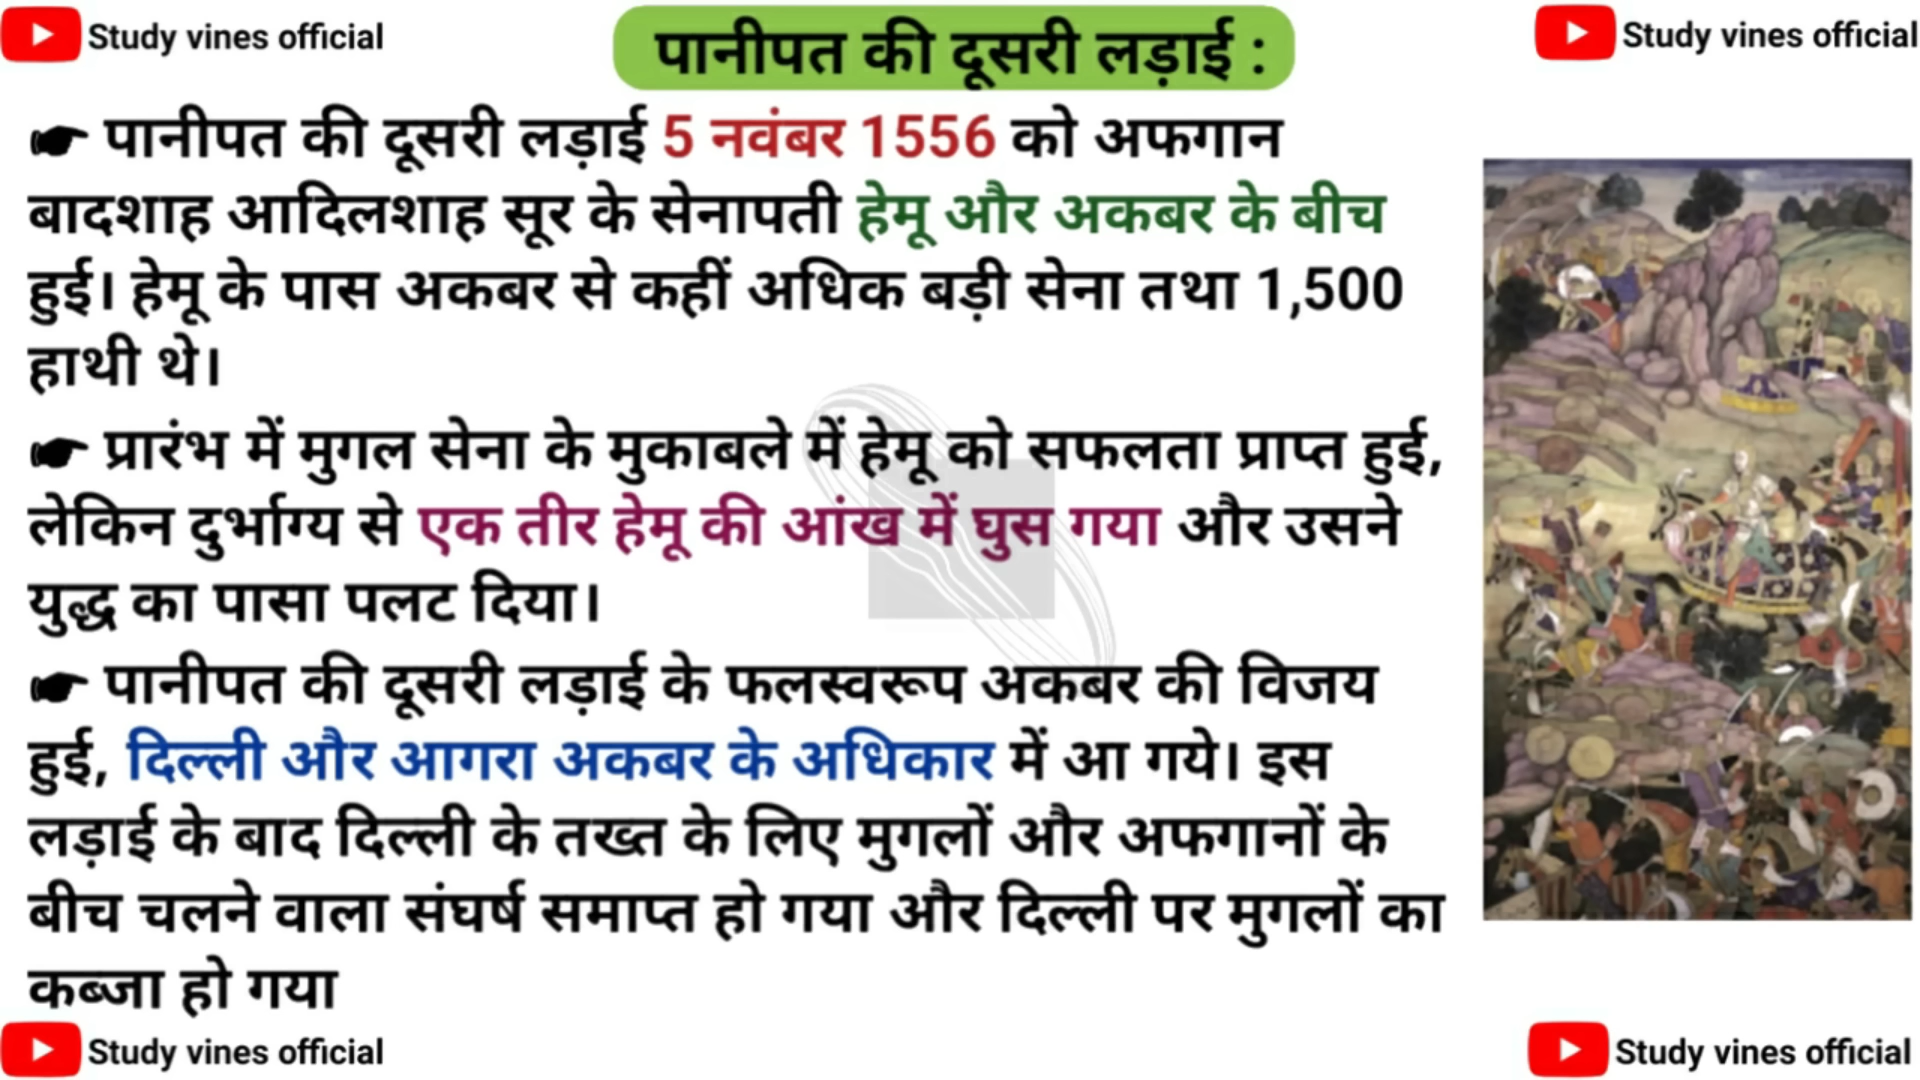 Study vines official
पानीपत की दूसरी लड़ाई :
Study vines official
☛ पानीपत की दूसरी लड़ाई 5 नवंबर 1556 को अफगान
बादशाह आदिलशाह सूर के सेनापती हेमू और अकबर के बीच
हुई। हेमू के पास अकबर से कहीं अधिक बड़ी सेना तथा 1,500
हाथी थे।
☛ प्रारंभ में मुगल सेना के मुकाबले में हेमू को सफलता प्राप्त हुई,
लेकिन दुर्भाग्य से एक तीर हेमू की आंख में घुस गया और उसने
युद्ध का पासा पलट दिया।
☛ पानीपत की दूसरी लड़ाई के फलस्वरूप अकबर की विजय
हुई, दिल्ली और आगरा अकबर के अधिकार में आ गये। इस
लड़ाई के बाद दिल्ली के तख्त के लिए मुगलों और अफगानों के
बीच चलने वाला संघर्ष समाप्त हो गया और दिल्ली पर मुगलों का
कब्जा हो गया
Study vines official
Study vines official